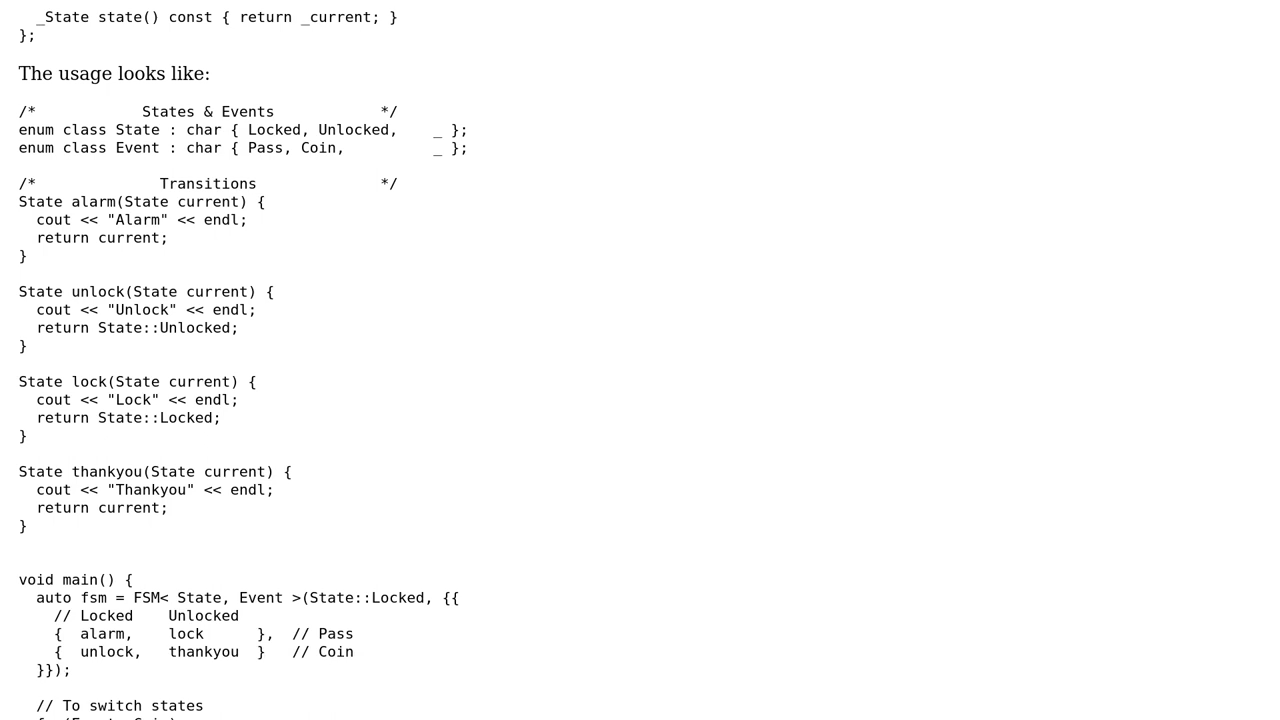 _State state() const { return _current; }
};
The usage looks like:
/*            States & Events            */
enum class State : char { Locked, Unlocked,    _ };
enum class Event : char { Pass, Coin,          _ };
/*              Transitions              */
State alarm(State current) {
  cout << "Alarm" << endl;
  return current;
}
State unlock(State current) {
  cout << "Unlock" << endl;
  return State::Unlocked;
}
State lock(State current) {
  cout << "Lock" << endl;
  return State::Locked;
}
State thankyou(State current) {
  cout << "Thankyou" << endl;
  return current;
}
void main() {
  auto fsm = FSM< State, Event >(State::Locked, {{
    // Locked    Unlocked
    {  alarm,    lock      },  // Pass
    {  unlock,   thankyou  }   // Coin
  }});
  // To switch states